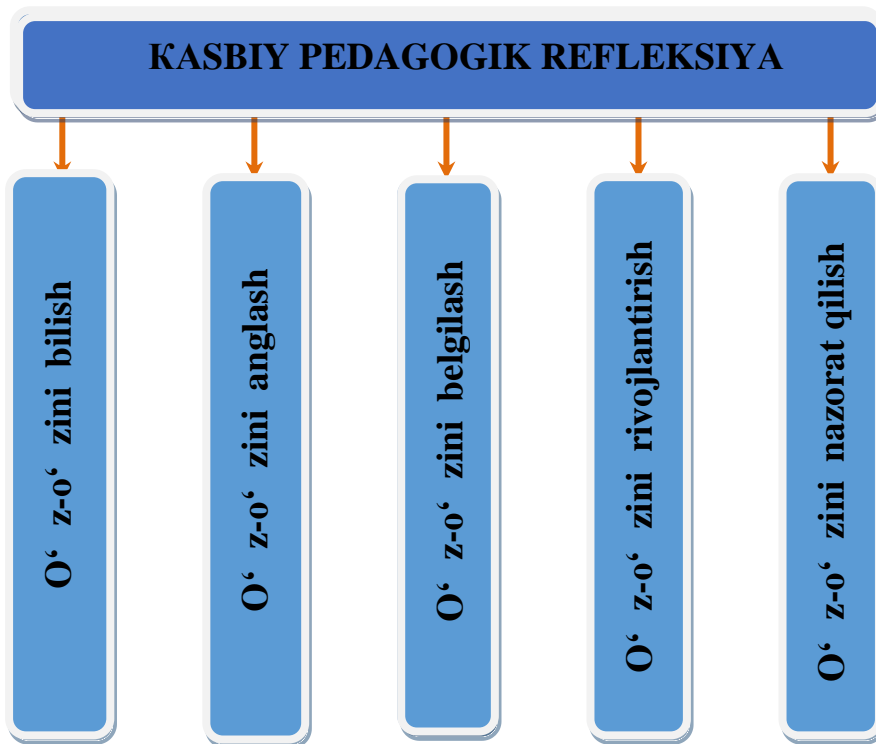 KASBIY PEDAGOGIK REFLEKSIYA
O‘ z-o‘ zini bilish
O‘ z-o‘ zini anglash
O‘ z-o‘ zini belgilash
O‘ z-o‘ zini rivojlantirish
O‘ z-o‘ zini nazorat qilish